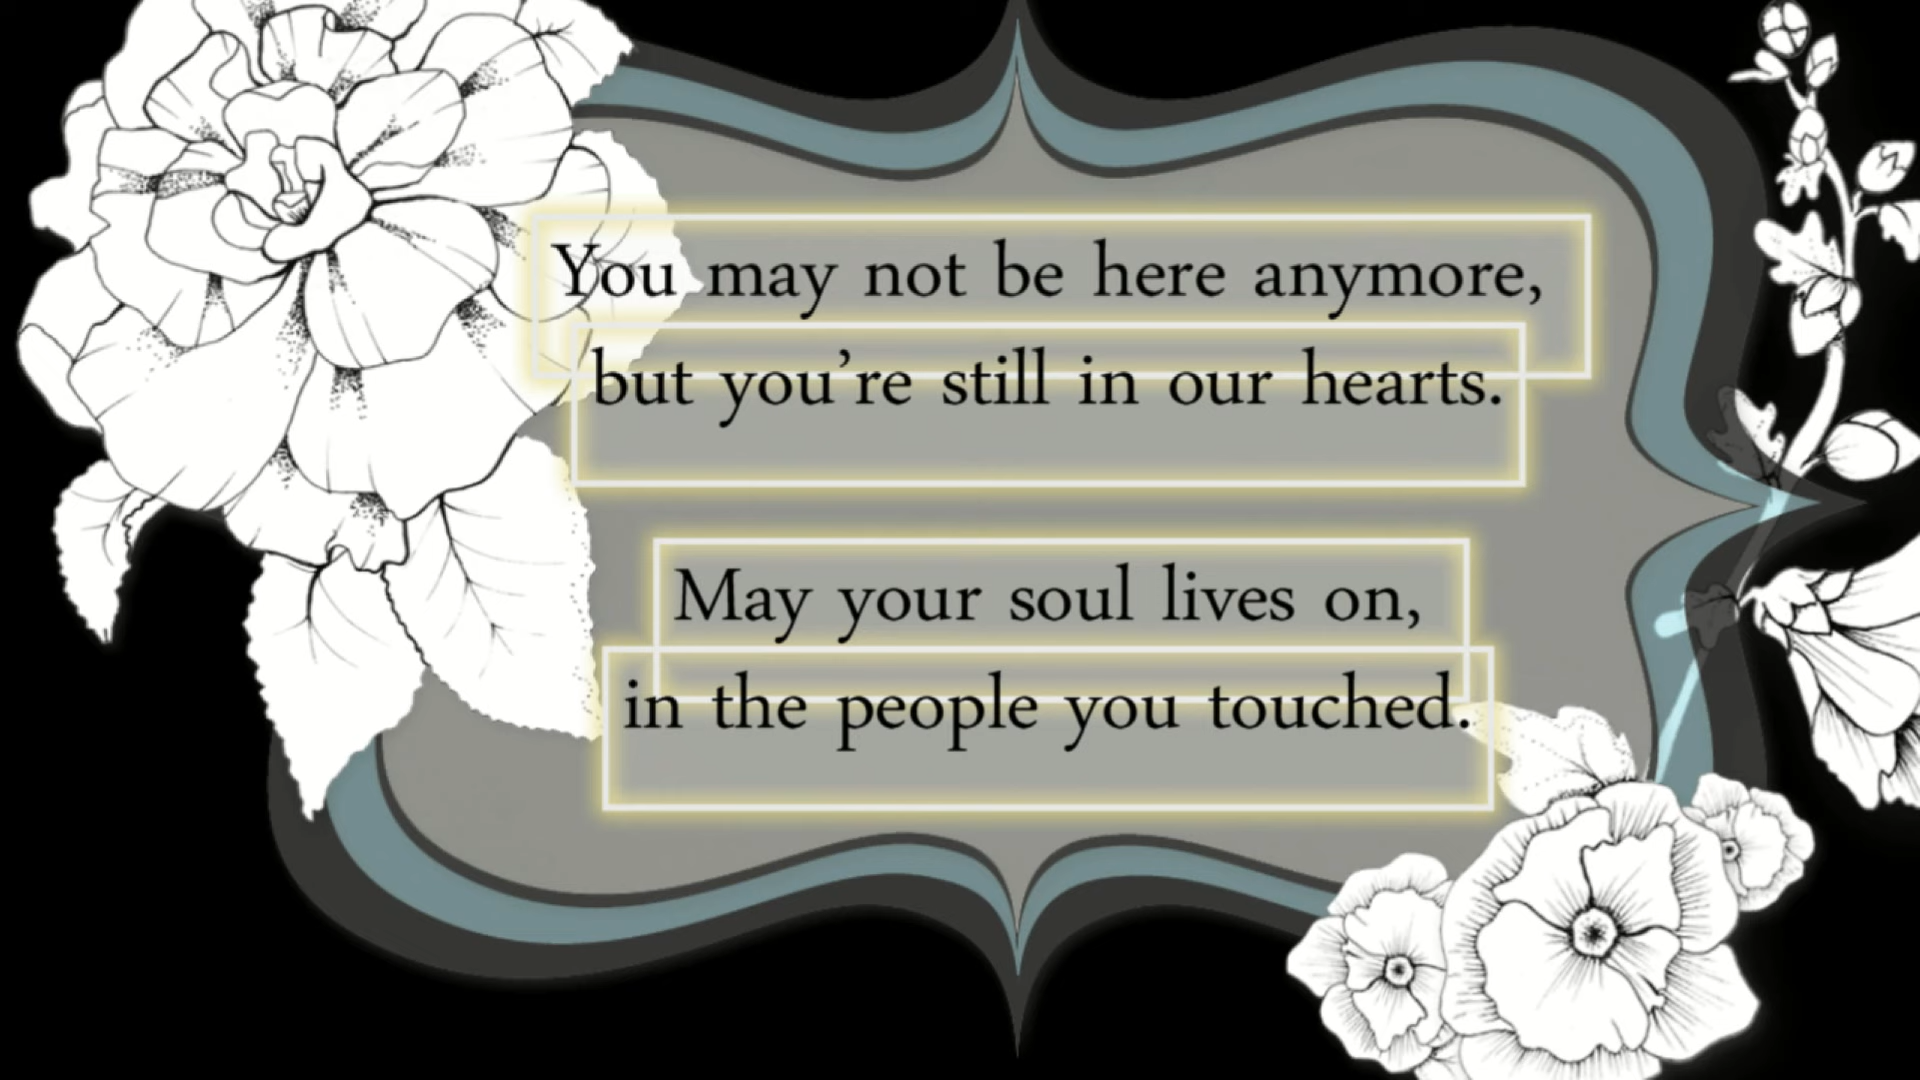 You may not be here anymore,
but you’re still in our hearts.
May your soul lives on,
in the people you touched.